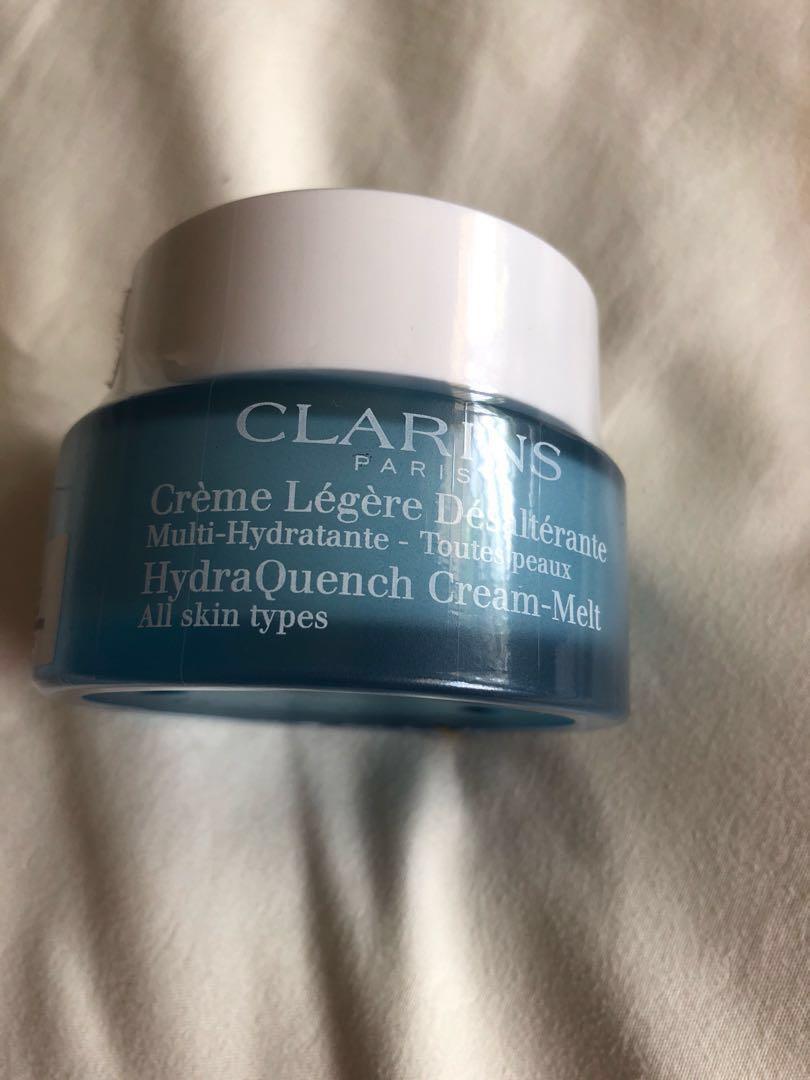 CLARINS
PARIS
Crème Légère Désaltérante
Multi-Hydratante - Toutes peaux
HydraQuench Cream-Melt
All skin types